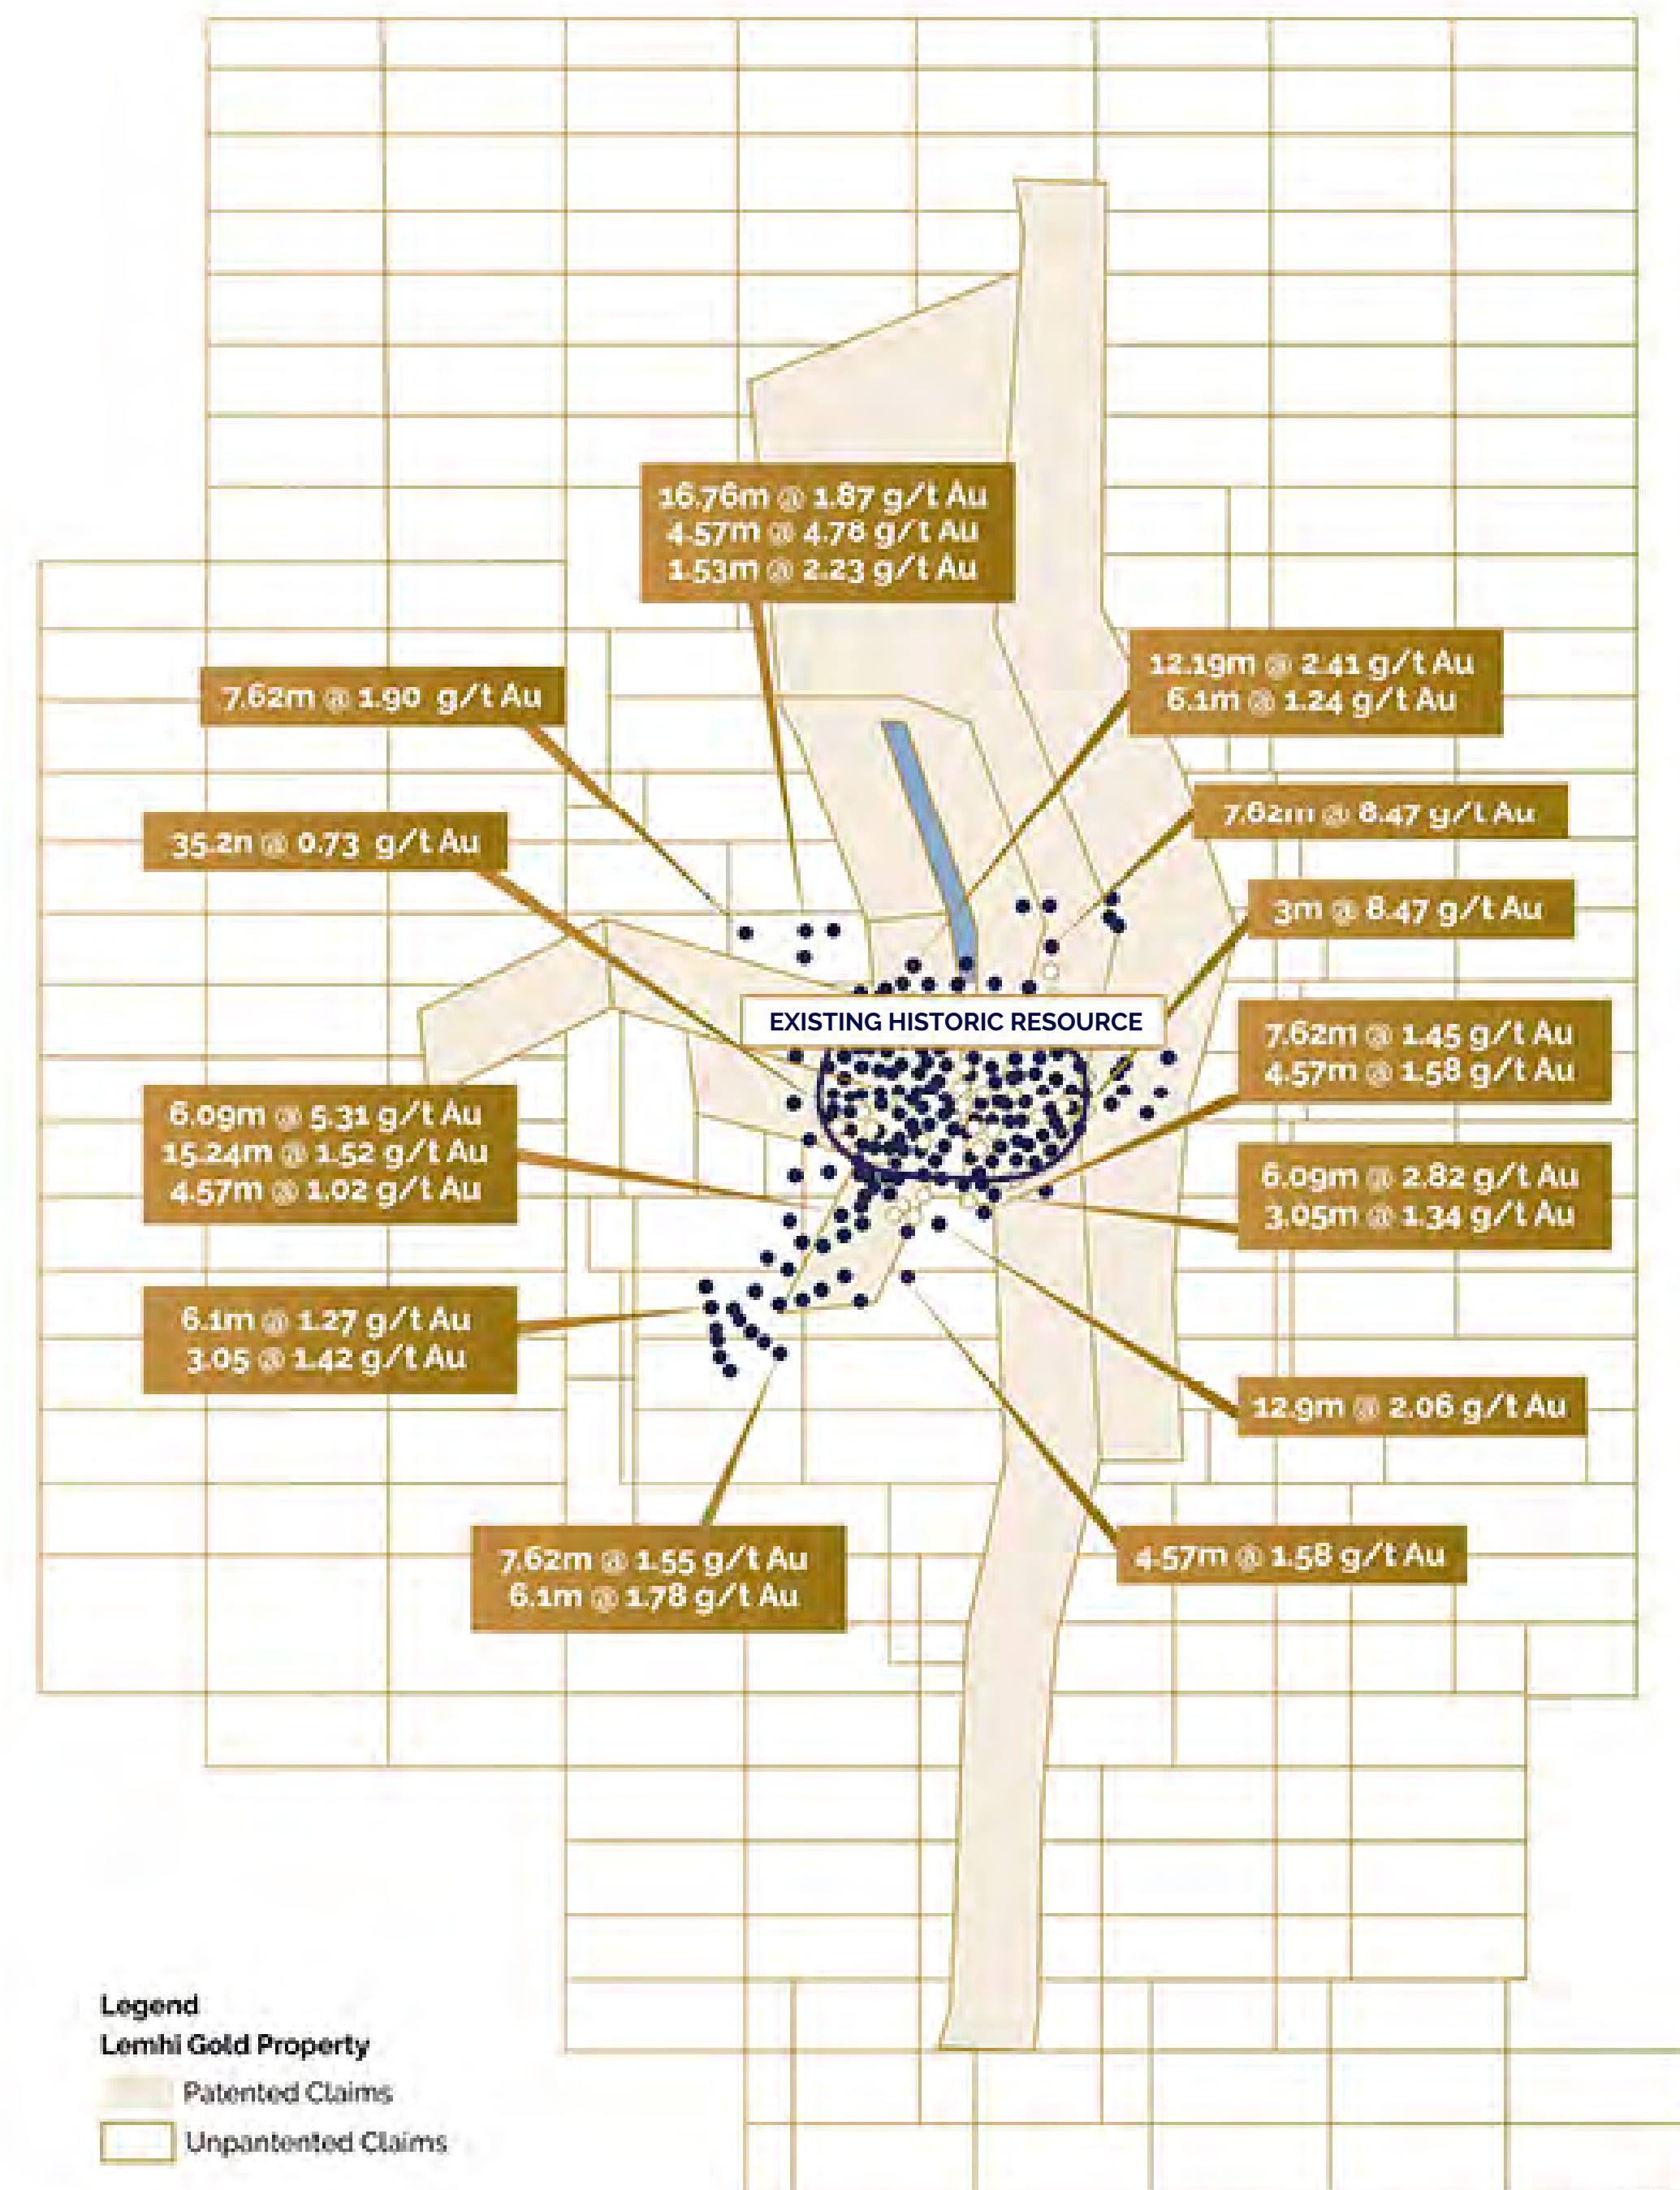 16.76m @ 1.87 g/t Au
4.57m @ 4.78 g/t Au
1.53m @ 2.23 g/t Au
12.19m @ 2.41 g/t Au
6.1m @ 1.24 g/t Au
7.62m @ 1.90 g/t Au
7.62m @ 8.47 g/t Au
35.2n @ 0.73 g/t Au
3m @ 8.47 g/t Au
EXISTING HISTORIC RESOURCE
7.62m @ 1.45 g/t Au
4.57m @ 1.58 g/t Au
6.09m @ 5.31 g/t Au
15.24m @ 1.52 g/t Au
4.57m @ 1.02 g/t Au
6.09m @ 2.82 g/t Au
3.05m @ 1.34 g/t Au
6.1m @ 1.27 g/t Au
3.05 @ 1.42 g/t Au
12.9m @ 2.06 g/t Au
7.62m @ 1.55 g/t Au
6.1m @ 1.78 g/t Au
4.57m @ 1.58 g/t Au
Legend
Lemhi Gold Property
Patented Claims
Unpantented Claims